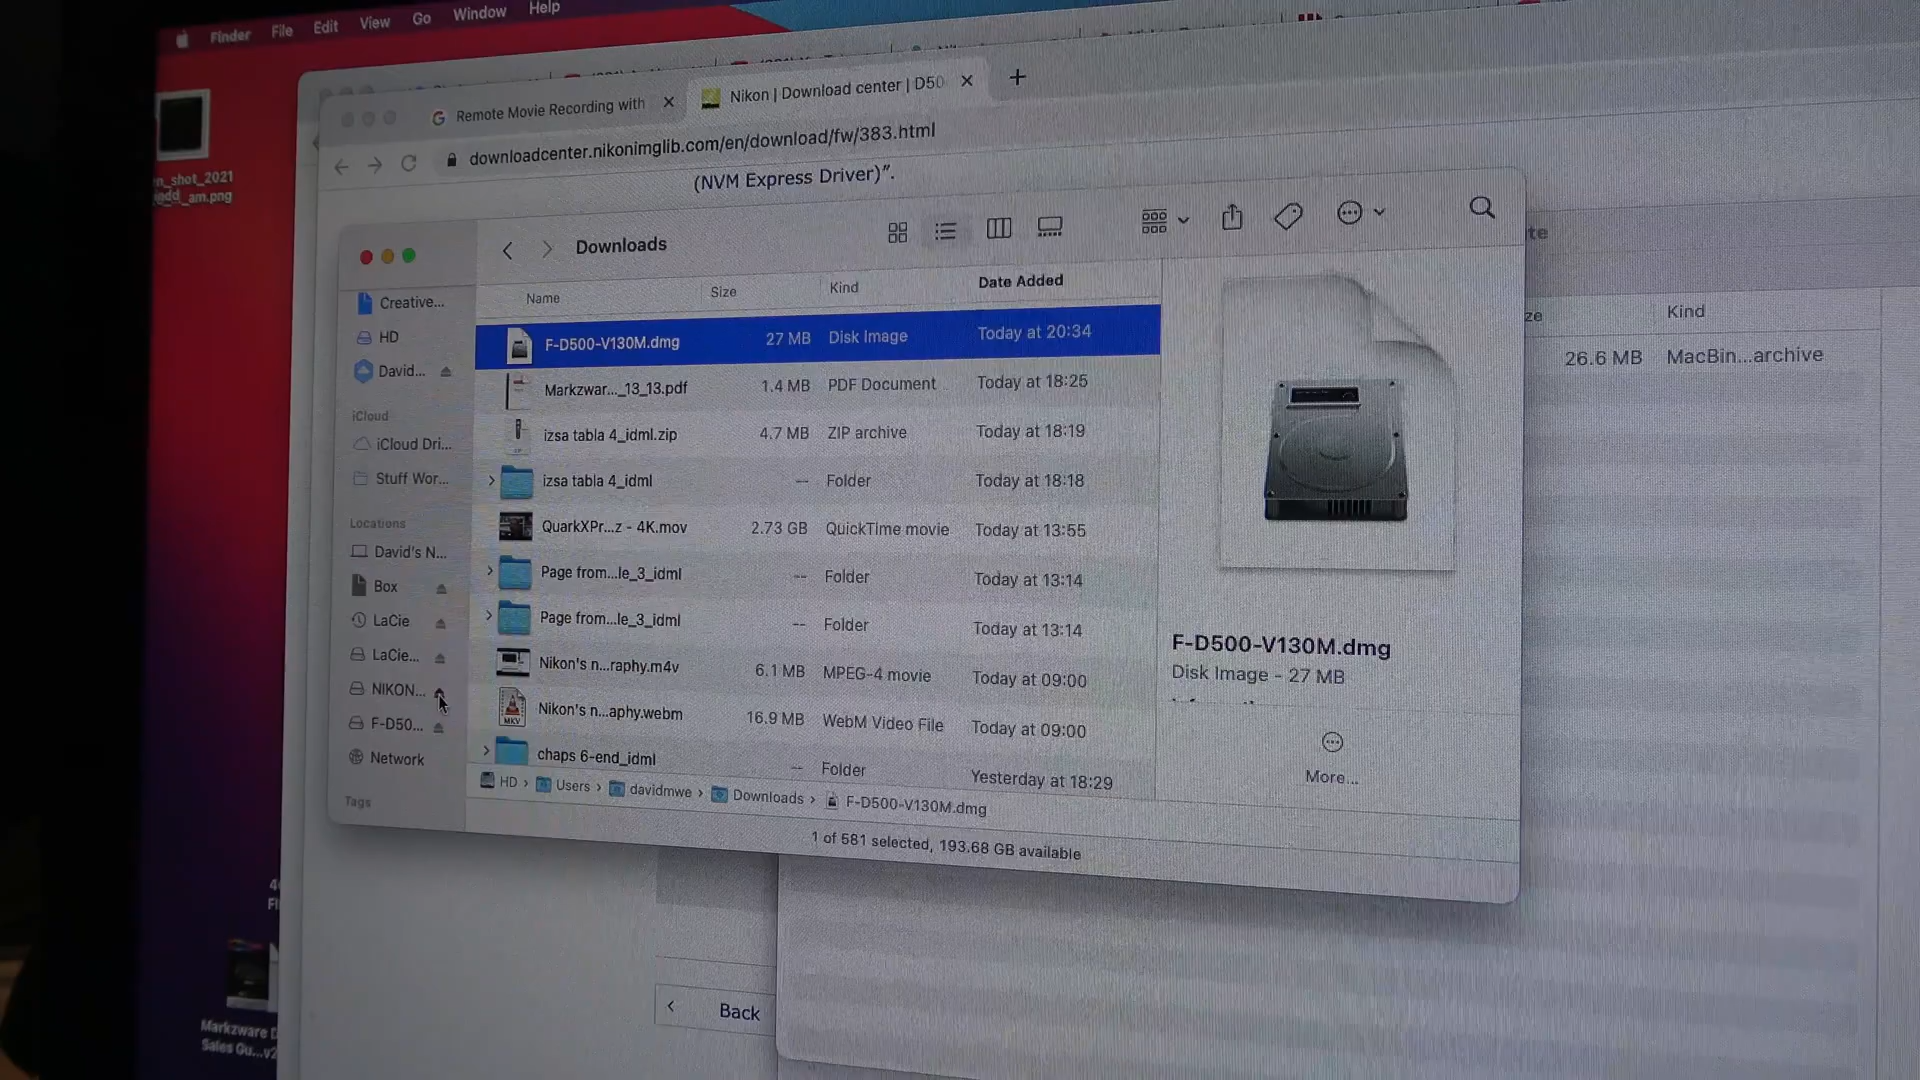 Finder File Edit View Go Window Help
n_shot_2021
indd_am.png
Remote Movie Recording with
Nikon | Download center | D50
downloadcenter.nikonimglib.com/en/download/fw/383.html
(NVM Express Driver)”.
Downloads
Name Size Kind Date Added
F-D500-V130M.dmg 27 MB Disk Image Today at 20:34
Markzwar..._13_13.pdf 1.4 MB PDF Document Today at 18:25
izsa tabla 4_idml.zip 4.7 MB ZIP archive Today at 18:19
izsa tabla 4_idml -- Folder Today at 18:18
QuarkXPr...z - 4K.mov 2.73 GB QuickTime movie Today at 13:55
Page from...le_3_idml -- Folder Today at 13:14
Page from...le_3_idml -- Folder Today at 13:14
Nikon's n...raphy.m4v 6.1 MB MPEG-4 movie Today at 09:00
MKV
Nikon's n...aphy.webm 16.9 MB WebM Video File Today at 09:00
chaps 6-end_idml -- Folder Yesterday at 18:29
Creative...
HD
David...
iCloud
iCloud Dri...
Stuff Wor...
Locations
David's N...
Box
LaCie
LaCie...
NIKON...
F-D50...
Network
Tags
HD › Users › davidmwe › Downloads › F-D500-V130M.dmg
1 of 581 selected, 193.68 GB available
F-D500-V130M.dmg
Disk Image - 27 MB
More...
te
ze Kind
26.6 MB MacBin...archive
Back
Markzware
Sales Gu...v2